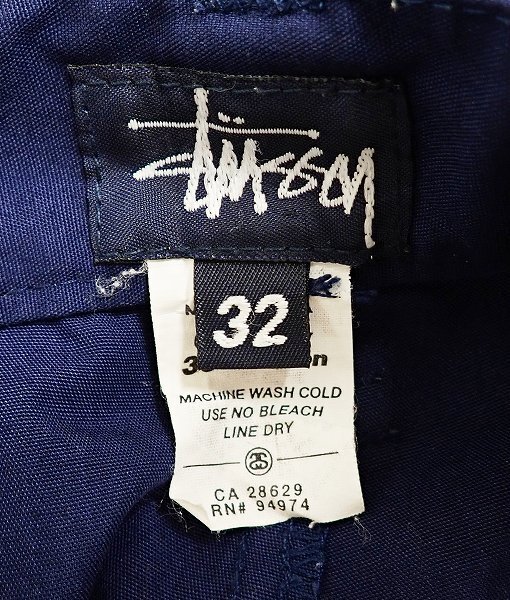 Stüssy
32
MACHINE WASH COLD
USE NO BLEACH
LINE DRY
CA 28629
RN# 94974